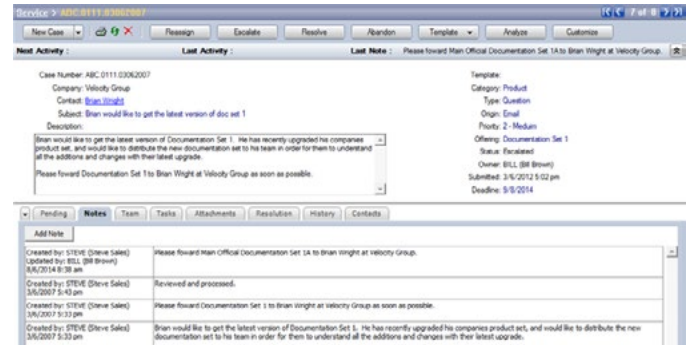 Service > ABC.0111.03062007
7 of 8
New Case Reassign Escalate Resolve Abandon Template Analyze Customize
Next Activity : Last Activity : Last Note : Please foward Main Official Documentation Set 1A to Brian Wright at Velocity Group.
Case Number: ABC.0111.03062007
Company: Velocity Group
Contact: Brian Wright
Subject: Brian would like to get the latest version of doc set 1
Description:
Brian would like to get the latest version of Documentation Set 1. He has recently upgraded his companies
product set, and would like to distribute the new documentation set to his team in order for them to understand
all the additions and changes with their latest upgrade.
Please foward Documentation Set 1 to Brian Wright at Velocity Group as soon as possible.
Template:
Category: Product
Type: Question
Origin: Email
Priority: 2 - Medium
Offering: Documentation Set 1
Status: Escalated
Owner: BILL (Bill Brown)
Submitted: 3/6/2012 5:02 pm
Deadline: 9/8/2014
Pending Notes Team Tasks Attachments Resolution History Contacts
Add Note
Created by: STEVE (Steve Sales)
Updated by: BILL (Bill Brown)
8/6/2014 8:38 am
Please foward Main Official Documentation Set 1A to Brian Wright at Velocity Group.
Created by: STEVE (Steve Sales)
3/6/2007 5:43 pm
Reviewed and processed.
Created by: STEVE (Steve Sales)
3/6/2007 5:33 pm
Please foward Documentation Set 1 to Brian Wright at Velocity Group as soon as possible.
Created by: STEVE (Steve Sales)
3/6/2007 5:33 pm
Brian would like to get the latest version of Documentation Set 1. He has recently upgraded his companies product set, and would like to distribute the new
documentation set to his team in order for them to understand all the additions and changes with their latest upgrade.